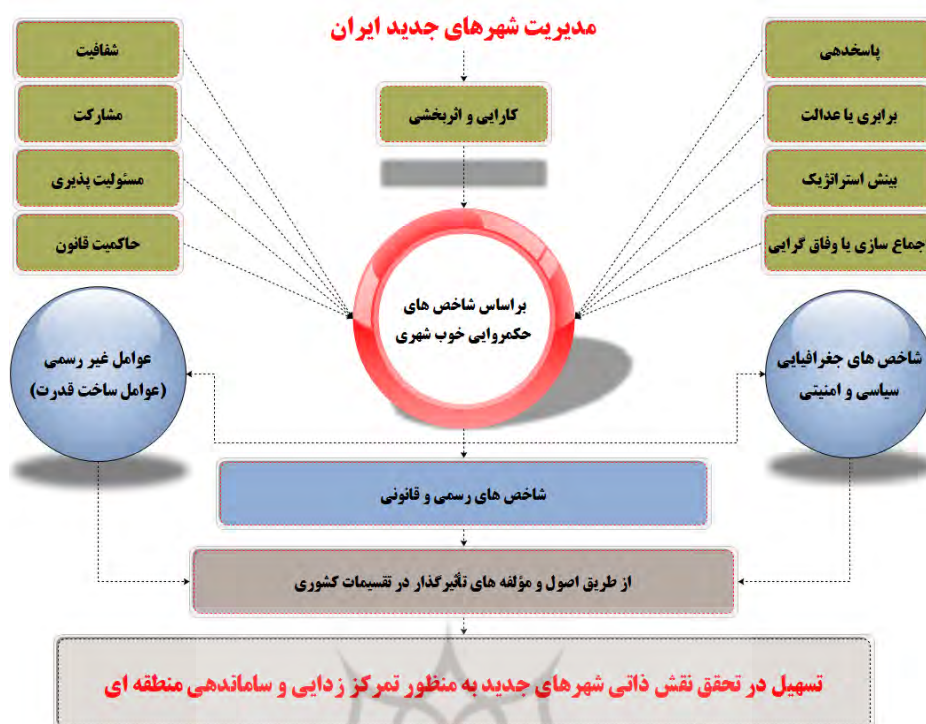 مدیریت شهرهای جدید ایران
پاسخدهی
کارایی و اثربخشی
شفافیت
برابری یا عدالت
مشارکت
بینش استراتژیک
مسئولیت پذیری
جماع سازی یا وفاق گرایی
حاکمیت قانون
براساس شاخص های
حکمروایی خوب شهری
شاخص های جغرافیایی
سیاسی و امنیتی
عوامل غیر رسمی
(عوامل ساخت قدرت)
شاخص های رسمی و قانونی
از طریق اصول و مؤلفه های تأثیرگذار در تقسیمات کشوری
تسهیل در تحقق نقش ذاتی شهرهای جدید به منظور تمرکز زدایی و ساماندهی منطقه ای